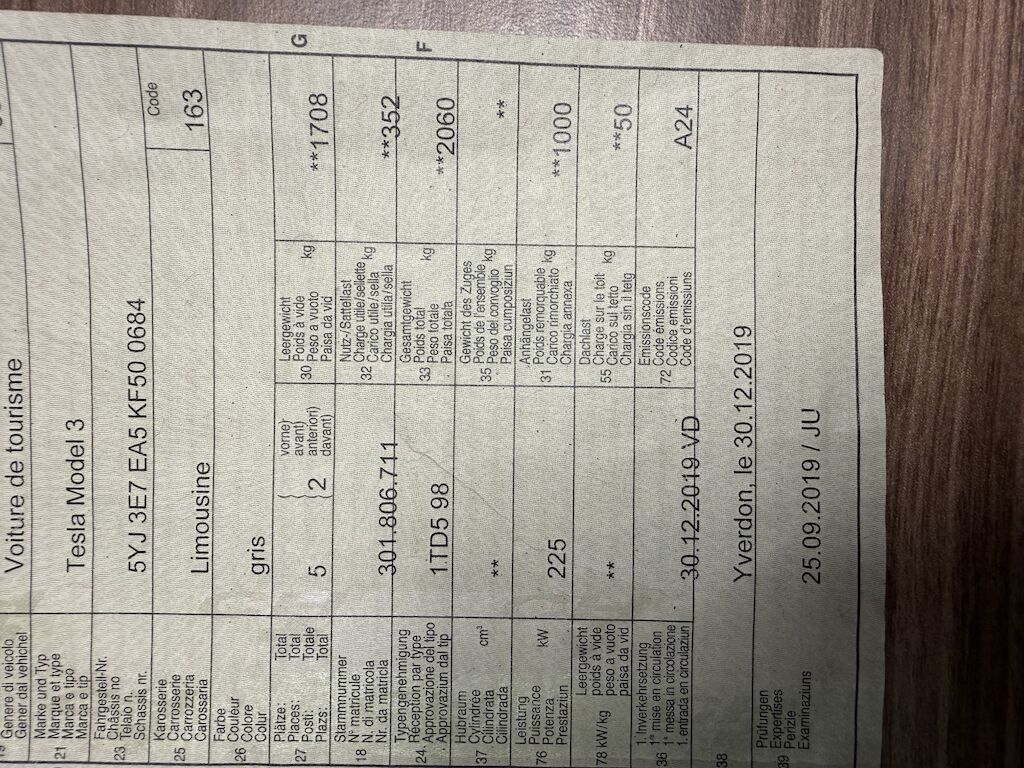 19 Genere di veicolo
Gener dal vehichel
Voiture de tourisme
21 Marke und Typ
Marque et type
Marca e tipo
Marca e tip
Tesla Model 3
23 Fahrgestell-Nr.
Châssis no
Telaio n.
Schassis nr.
5YJ 3E7 EA5 KF50 0684
25 Karosserie
Carrosserie
Carrozzeria
Carossaria
Limousine
Code
163
26 Farbe
Couleur
Colore
Colur
gris
27 Plätze: Total
Places: Total
Posti: Totale
Plazs: Total
5
2
vorne)
avant)
anteriori)
davant)
30 Leergewicht
Poids à vide
Peso a vuoto
Paisa da vid
kg
**1708
G
18 Stammnummer
N° matricule
N. di matricola
Nr. da matricla
301.806.711
32 Nutz-/Sattellast
Charge utile/sellette
Carico utile/sella
Chargia utila/sella
kg
**352
24 Typengenehmigung
Réception par type
Approvazione del tipo
Approvaziun dal tip
1TD5 98
33 Gesamtgewicht
Poids total
Peso totale
Paisa totala
kg
**2060
F
37 Hubraum
Cylindrée
Cilindrata
Cilindrada
cm³
**
35 Gewicht des Zuges
Poids de l'ensemble
Peso del convoglio
Paisa cumposiziun
kg
**
76 Leistung
Puissance
Potenza
Prestaziun
kW
225
31 Anhängelast
Poids remorquable
Carico rimorchiato
Chargia annexa
kg
**1000
78 kW/kg Leergewicht
poids à vide
peso a vuoto
paisa da vid
**
55 Dachlast
Charge sur le toit
Carico sul tetto
Chargia sin il tetg
kg
**50
36 1. Inverkehrsetzung
1re mise en circulation
1a messa in circolazione
1. entrada en circulaziun
30.12.2019 VD
72 Emissionscode
Code émissions
Codice emissioni
Code d'emissiuns
A24
38
Yverdon, le 30.12.2019
39 Prüfungen
Expertises
Perizie
Examinaziuns
25.09.2019 / JU